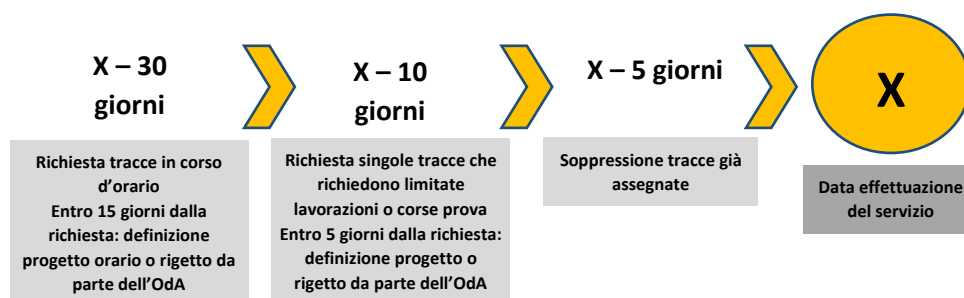 X – 30
giorni
Richiesta tracce in corso
d'orario
Entro 15 giorni dalla
richiesta: definizione
progetto orario o rigetto da
parte dell'OdA
X – 10
giorni
Richiesta singole tracce che
richiedono limitate
lavorazioni o corse prova
Entro 5 giorni dalla richiesta:
definizione progetto o
rigetto da parte dell'OdA
X – 5 giorni
Soppressione tracce già
assegnate
X
Data effettuazione
del servizio